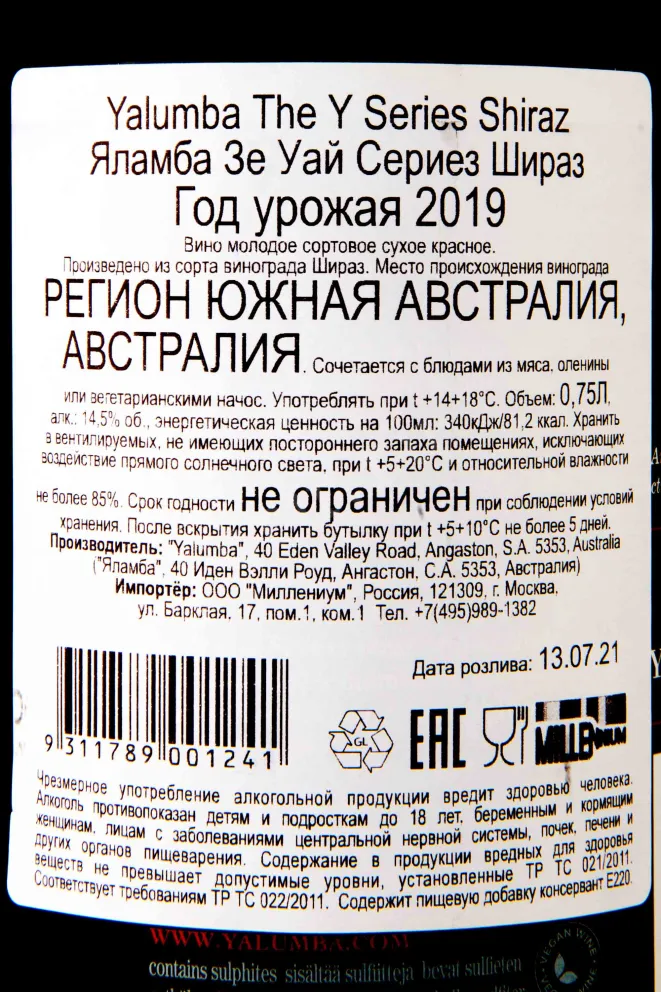 Yalumba The Y Series Shiraz
Яламба Зе Уай Сериез Шираз
Год урожая 2019
Вино молодое сортовое сухое красное.
Произведено из сорта винограда Шираз. Место происхождения винограда
РЕГИОН ЮЖНАЯ АВСТРАЛИЯ,
АВСТРАЛИЯ. Сочетается с блюдами из мяса, оленины
или вегетарианскими начос. Употреблять при t +14+18°C. Объем: 0,75Л,
алк.: 14,5% об., энергетическая ценность на 100мл: 340кДж/81,2 ккал. Хранить
в вентилируемых, не имеющих постороннего запаха помещениях, исключающих
воздействие прямого солнечного света, при t +5+20°C и относительной влажности
не более 85%. Срок годности не ограничен при соблюдении условий
хранения. После вскрытия хранить бутылку при t +5+10°C не более 5 дней.
Производитель: "Yalumba", 40 Eden Valley Road, Angaston, S.A. 5353, Australia
("Яламба", 40 Иден Вэлли Роуд, Ангастон, С.А. 5353, Австралия)
Импортёр: ООО "Миллениум", Россия, 121309, г. Москва,
ул. Барклая, 17, пом.1, ком.1 Тел. +7(495)989-1382
Дата розлива: 13.07.21
9 311789 001241
AGL
EAC
MILLENNIUM
Чрезмерное употребление алкогольной продукции вредит здоровью человека.
Алкоголь противопоказан детям и подросткам до 18 лет, беременным и кормящим
женщинам, лицам с заболеваниями центральной нервной системы, почек, печени и
других органов пищеварения. Содержание в продукции вредных для здоровья
веществ не превышает допустимые уровни, установленные ТР ТС 021/2011.
Соответствует требованиям ТР ТС 022/2011. Содержит пищевую добавку консервант Е220.
WWW.YALUMBA.COM
contains sulphites sisältää sulfiitteja bevat sulfieten
VEGAN WINE